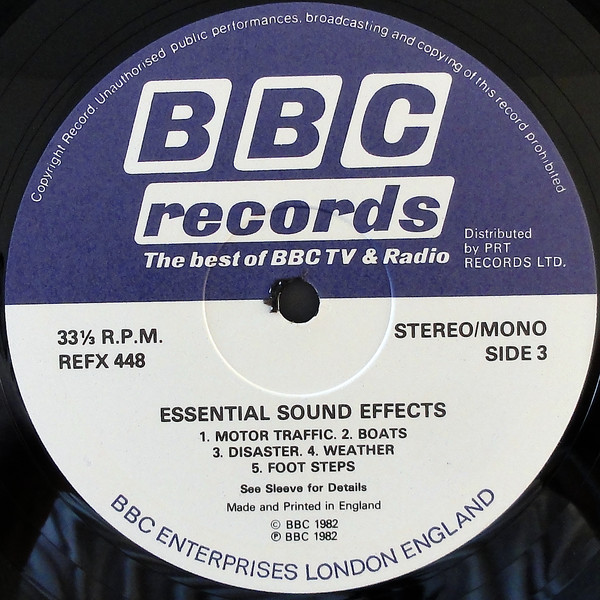 Copyright Record. Unauthorised public performances, broadcasting and copying of this record prohibited
BBC
records
The best of BBC TV & Radio
Distributed
by PRT
RECORDS LTD.
33⅓ R.P.M.
REFX 448
STEREO/MONO
SIDE 3
ESSENTIAL SOUND EFFECTS
1. MOTOR TRAFFIC. 2. BOATS
3. DISASTER. 4. WEATHER
5. FOOT STEPS
See Sleeve for Details
Made and Printed in England
© BBC 1982
℗ BBC 1982
BBC ENTERPRISES LONDON ENGLAND